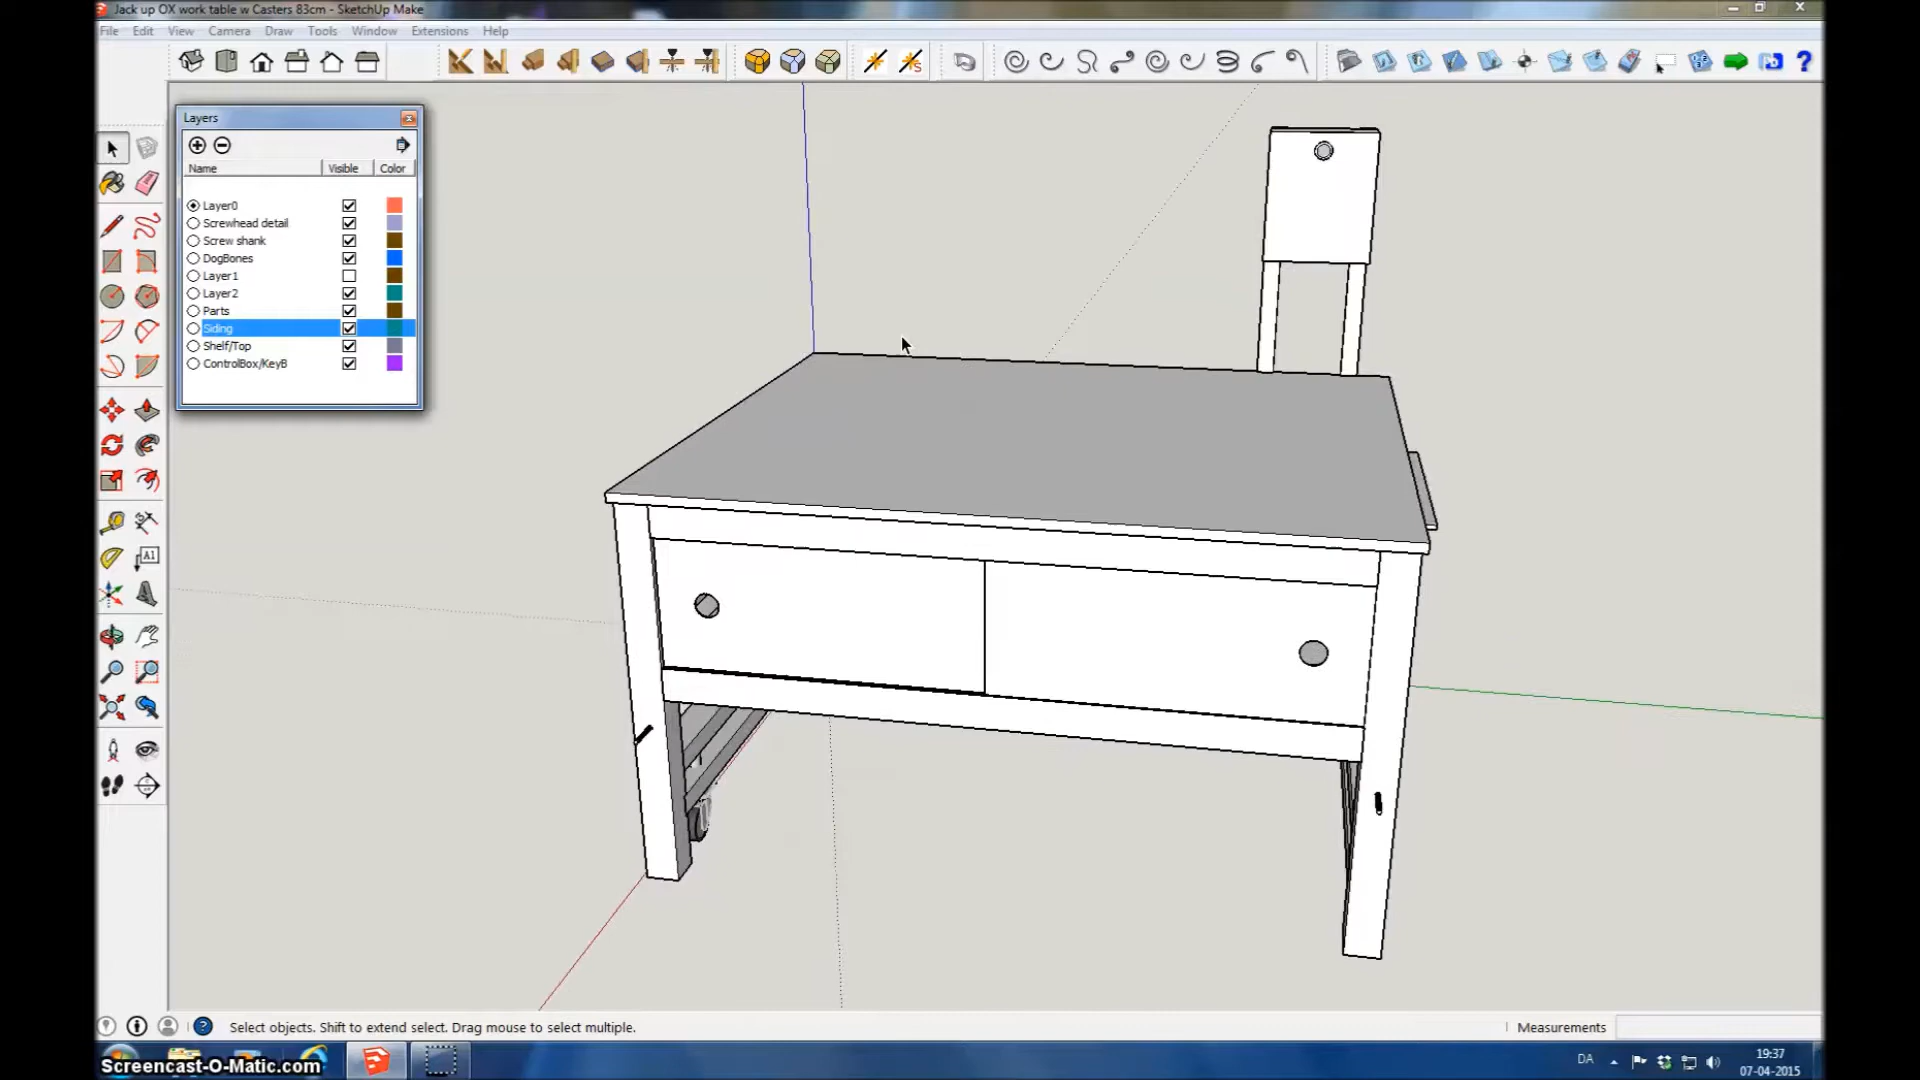 Jack up OX work table w Casters 83cm - SketchUp Make
File Edit View Camera Draw Tools Window Extensions Help
Layers
Name Visible Color
Layer0
Screwhead detail
Screw shank
DogBones
Layer1
Layer2
Parts
Siding
Shelf/Top
ControlBox/KeyB
A1
Select objects. Shift to extend select. Drag mouse to select multiple.
Measurements
DA
19:37
07-04-2015
Screencast-O-Matic.com